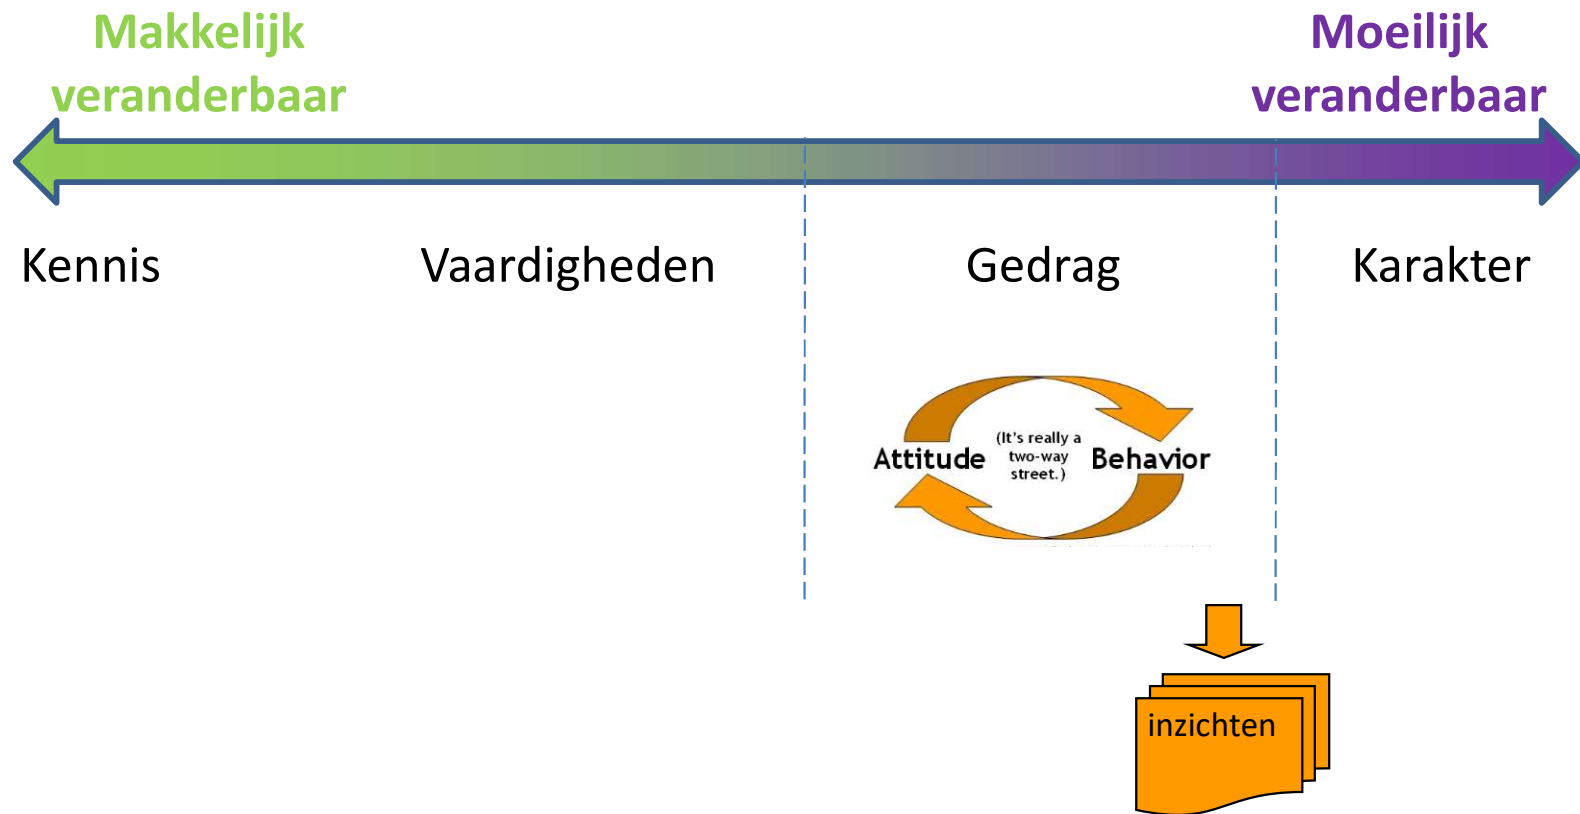 Makkelijk
veranderbaar
Moeilijk
veranderbaar
Kennis
Vaardigheden
Gedrag
Karakter
Attitude
(It's really a
two-way
street.)
Behavior
inzichten